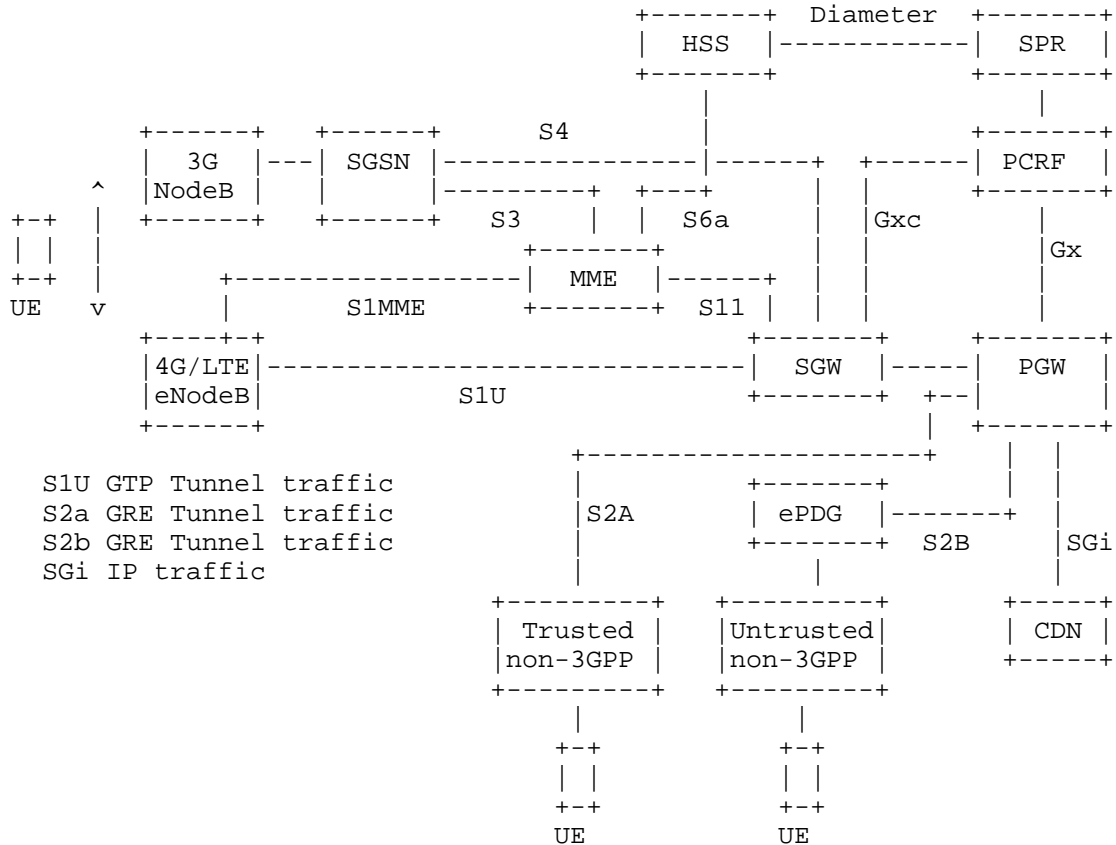 Diameter
HSS SPR
S4
3G SGSN PCRF
^
NodeB
S3 S6a Gxc
MME Gx
UE v S1MME S11
4G/LTE SGW PGW
eNodeB S1U
S1U GTP Tunnel traffic
S2a GRE Tunnel traffic S2A ePDG
S2b GRE Tunnel traffic S2B SGi
SGi IP traffic
Trusted Untrusted CDN
non-3GPP non-3GPP
UE UE